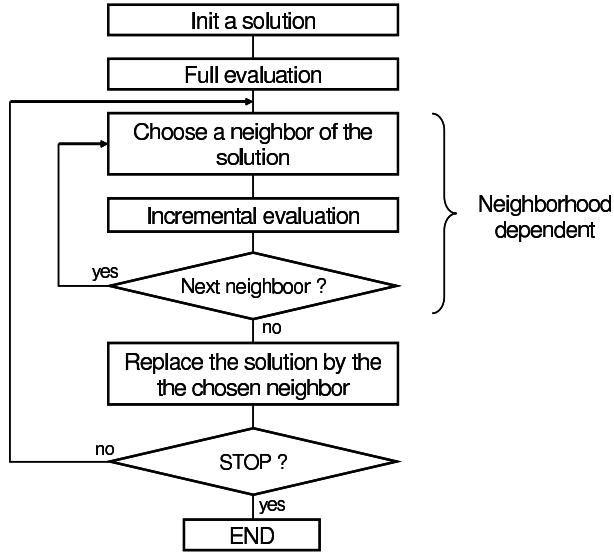 Init a solution
Full evaluation
Choose a neighbor of the
solution
Incremental evaluation
Neighborhood
dependent
yes
Next neighboor ?
no
Replace the solution by the
the chosen neighbor
no
STOP ?
yes
END